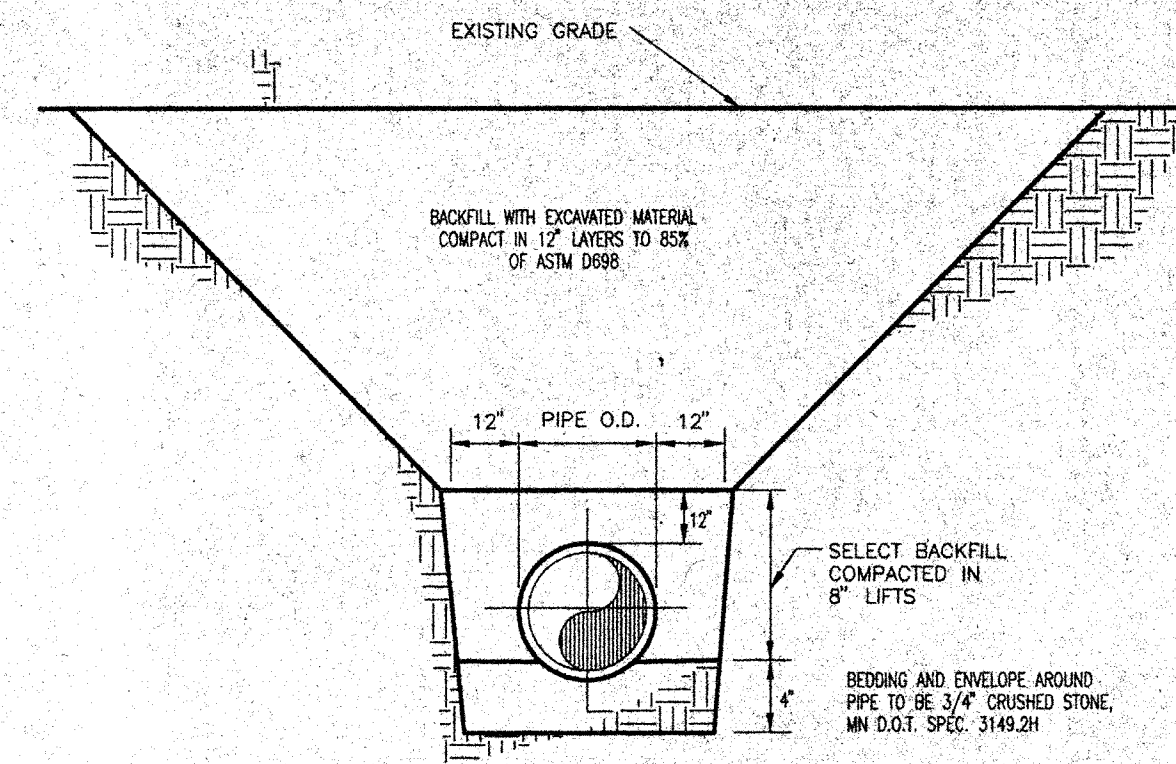 EXISTING GRADE
BACKFILL WITH EXCAVATED MATERIAL
COMPACT IN 12" LAYERS TO 85%
OF ASTM D698
12" PIPE O.D. 12"
12"
SELECT BACKFILL
COMPACTED IN
8" LIFTS
4"
BEDDING AND ENVELOPE AROUND
PIPE TO BE 3/4" CRUSHED STONE,
MN D.O.T. SPEC. 3149.2H